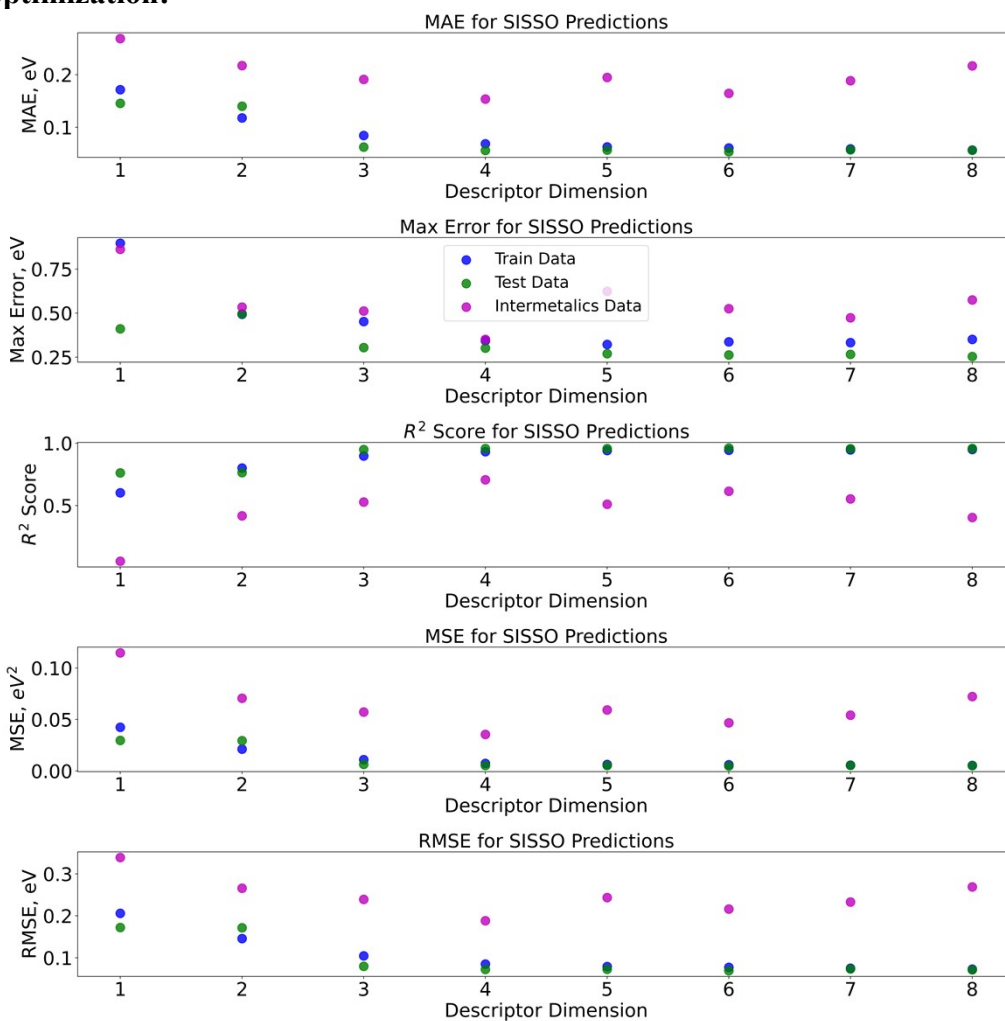 optimization.
MAE for SISSO Predictions
MAE, eV
0.2
0.1
1 2 3 4 5 6 7 8
Descriptor Dimension
Max Error for SISSO Predictions
Max Error, eV
0.75
0.50
0.25
Train Data
Test Data
Intermetalics Data
1 2 3 4 5 6 7 8
Descriptor Dimension
R² Score for SISSO Predictions
R² Score
1.0
0.5
1 2 3 4 5 6 7 8
Descriptor Dimension
MSE for SISSO Predictions
MSE, eV²
0.10
0.05
0.00
1 2 3 4 5 6 7 8
Descriptor Dimension
RMSE for SISSO Predictions
RMSE, eV
0.3
0.2
0.1
1 2 3 4 5 6 7 8
Descriptor Dimension